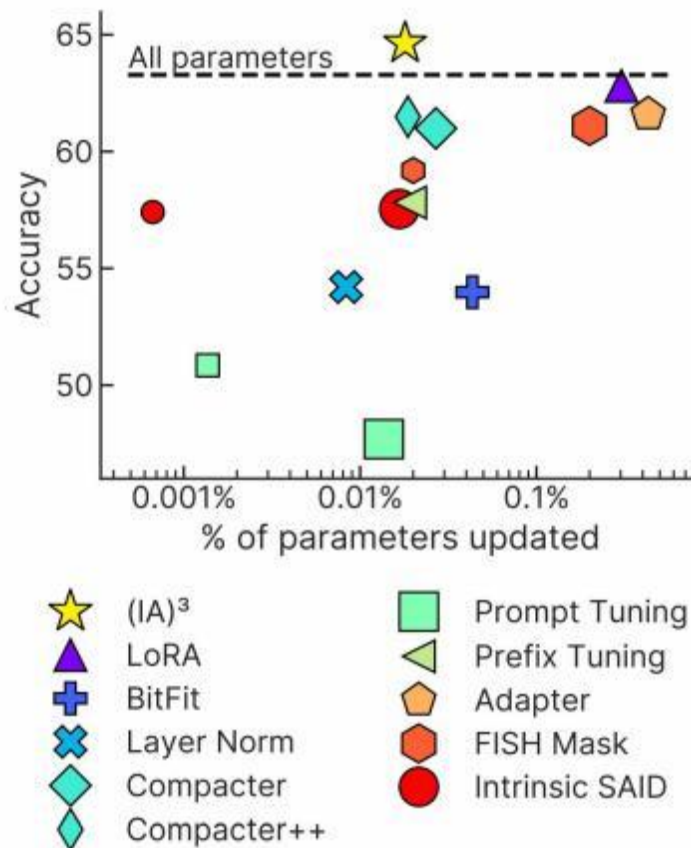 65
All parameters
60
55
50
Accuracy
0.001% 0.01% 0.1%
% of parameters updated
(IA)³
LoRA
BitFit
Layer Norm
Compacter
Compacter++
Prompt Tuning
Prefix Tuning
Adapter
FISH Mask
Intrinsic SAID